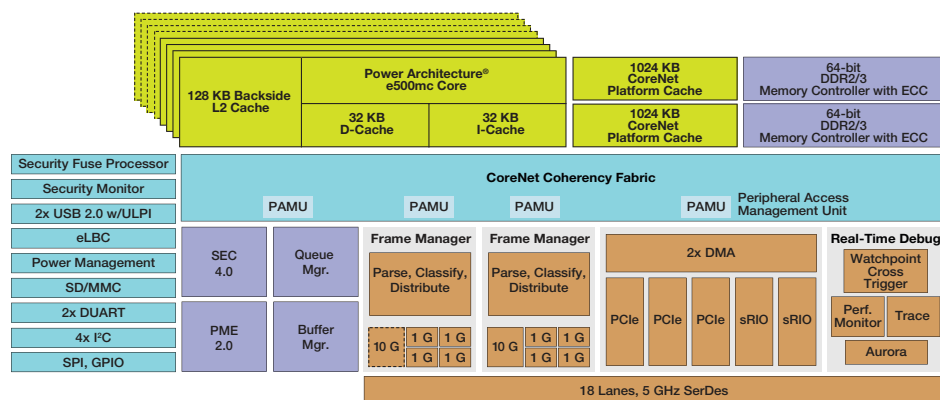 128 KB Backside
L2 Cache
Power Architecture®
e500mc Core
32 KB
D-Cache
32 KB
I-Cache
1024 KB
CoreNet
Platform Cache
1024 KB
CoreNet
Platform Cache
64-bit
DDR2/3
Memory Controller with ECC
64-bit
DDR2/3
Memory Controller with ECC
Security Fuse Processor
Security Monitor
2x USB 2.0 w/ULPI
eLBC
Power Management
SD/MMC
2x DUART
4x I²C
SPI, GPIO
CoreNet Coherency Fabric
PAMU
PAMU
PAMU
PAMU
Peripheral Access
Management Unit
SEC
4.0
Queue
Mgr.
PME
2.0
Buffer
Mgr.
Frame Manager
Parse, Classify,
Distribute
10 G
1 G
1 G
1 G
1 G
Frame Manager
Parse, Classify,
Distribute
10 G
1 G
1 G
1 G
1 G
2x DMA
PCIe
PCIe
PCIe
sRIO
sRIO
Real-Time Debug
Watchpoint
Cross
Trigger
Perf.
Monitor
Trace
Aurora
18 Lanes, 5 GHz SerDes